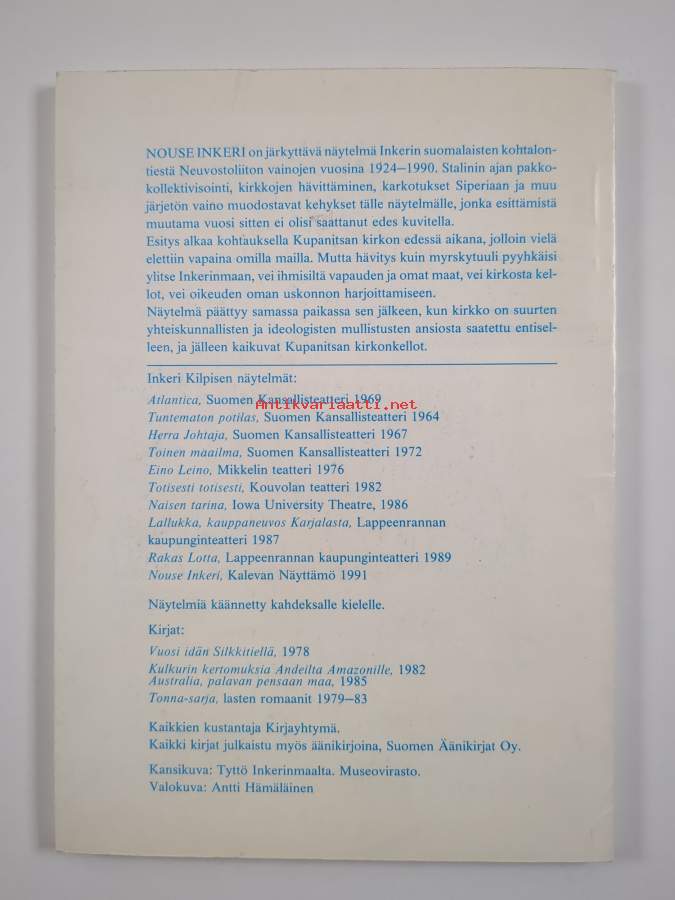 NOUSE INKERI on järkyttävä näytelmä Inkerin suomalaisten kohtalon-
tiestä Neuvostoliiton vainojen vuosina 1924—1990. Stalinin ajan pakko-
kollektivisointi, kirkkojen hävittäminen, karkotukset Siperiaan ja muu
järjetön vaino muodostavat kehykset tälle näytelmälle, jonka esittämistä
muutama vuosi sitten ei olisi saattanut edes kuvitella.
Esitys alkaa kohtauksella Kupanitsan kirkon edessä aikana, jolloin vielä
elettiin vapaina omilla mailla. Mutta hävitys kuin myrskytuuli pyyhkäisi
ylitse Inkerinmaan, vei ihmisiltä vapauden ja omat maat, vei kirkosta kel-
lot, vei oikeuden oman uskonnon harjoittamiseen.
Näytelmä päättyy samassa paikassa sen jälkeen, kun kirkko on suurten
yhteiskunnallisten ja ideologisten mullistusten ansiosta saatettu entisel-
leen, ja jälleen kaikuvat Kupanitsan kirkonkellot.
Inkeri Kilpisen näytelmät:
Atlantica, Suomen Kansallisteatteri 1969
Antikvariaatti.net
Tuntematon potilas, Suomen Kansallisteatteri 1964
Herra Johtaja, Suomen Kansallisteatteri 1967
Toinen maailma, Suomen Kansallisteatteri 1972
Eino Leino, Mikkelin teatteri 1976
Totisesti totisesti, Kouvolan teatteri 1982
Naisen tarina, Iowa University Theatre, 1986
Lallukka, kauppaneuvos Karjalasta, Lappeenrannan
kaupunginteatteri 1987
Rakas Lotta, Lappeenrannan kaupunginteatteri 1989
Nouse Inkeri, Kalevan Näyttämö 1991
Näytelmiä käännetty kahdeksalle kielelle.
Kirjat:
Vuosi idän Silkkitiellä, 1978
Kulkurin kertomuksia Andeilta Amazonille, 1982
Australia, palavan pensaan maa, 1985
Tonna-sarja, lasten romaanit 1979—83
Kaikkien kustantaja Kirjayhtymä.
Kaikki kirjat julkaistu myös äänikirjoina, Suomen Äänikirjat Oy.
Kansikuva: Tyttö Inkerinmaalta. Museovirasto.
Valokuva: Antti Hämäläinen